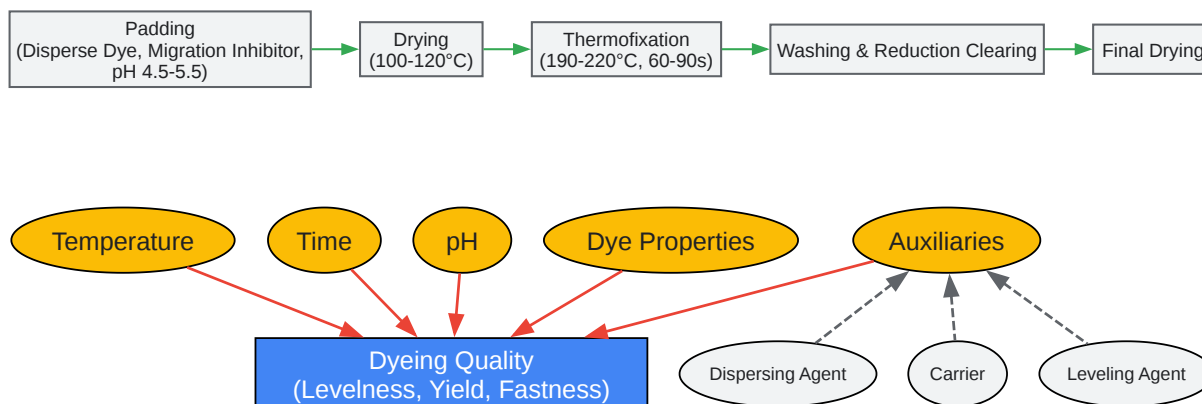 Padding
(Disperse Dye, Migration Inhibitor,
pH 4.5-5.5)
Drying
(100-120°C)
Thermofixation
(190-220°C, 60-90s)
Washing & Reduction Clearing
Final Drying
Temperature
Time
pH
Dye Properties
Auxiliaries
Dyeing Quality
(Levelness, Yield, Fastness)
Dispersing Agent
Carrier
Leveling Agent